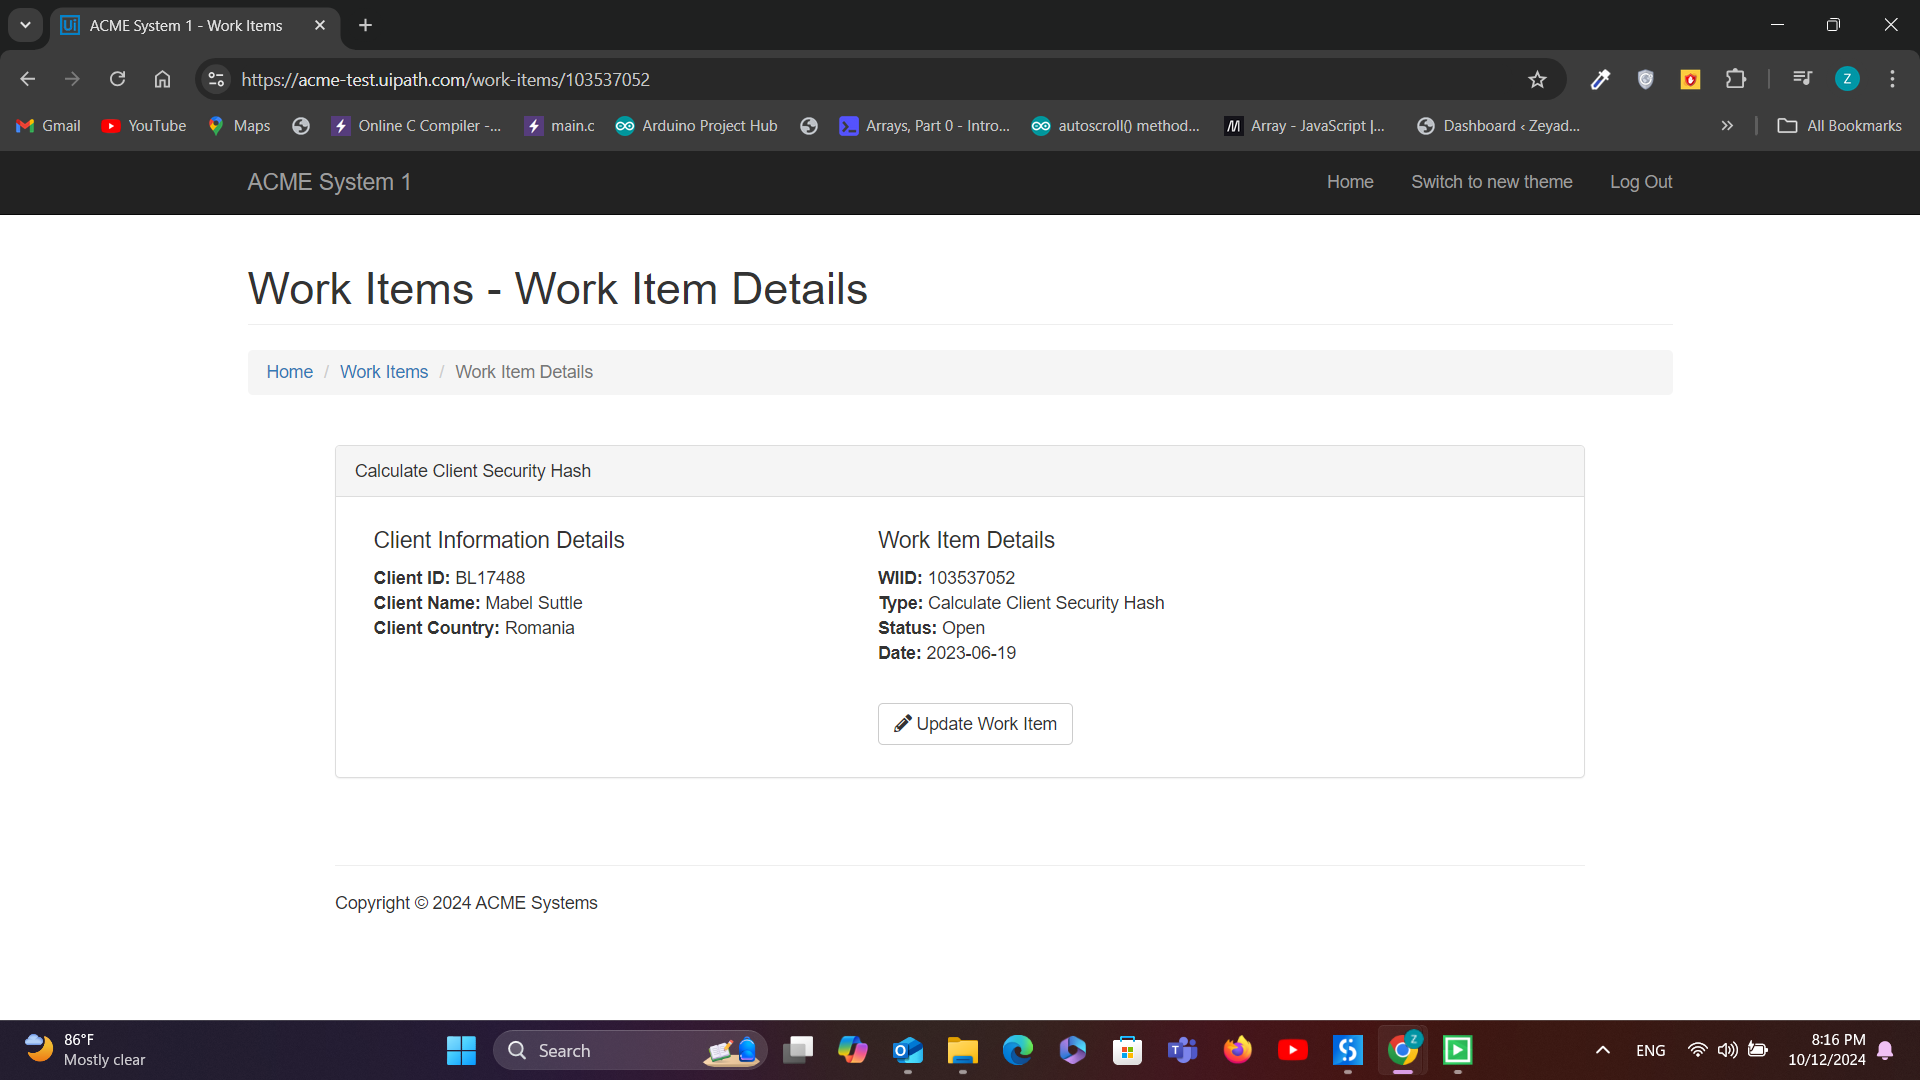 ACME System 1 - Work Items
https://acme-test.uipath.com/work-items/103537052
Z
Gmail
YouTube
Maps
Online C Compiler -...
main.c
Arduino Project Hub
Arrays, Part 0 - Intro...
autoscroll() method...
Array - JavaScript |...
Dashboard ‹ Zeyad...
All Bookmarks
ACME System 1
Home
Switch to new theme
Log Out
Work Items - Work Item Details
Home / Work Items / Work Item Details
Calculate Client Security Hash
Client Information Details
Client ID: BL17488
Client Name: Mabel Suttle
Client Country: Romania
Work Item Details
WIID: 103537052
Type: Calculate Client Security Hash
Status: Open
Date: 2023-06-19
Update Work Item
Copyright © 2024 ACME Systems
86°F
Mostly clear
Search
ENG
8:16 PM
10/12/2024